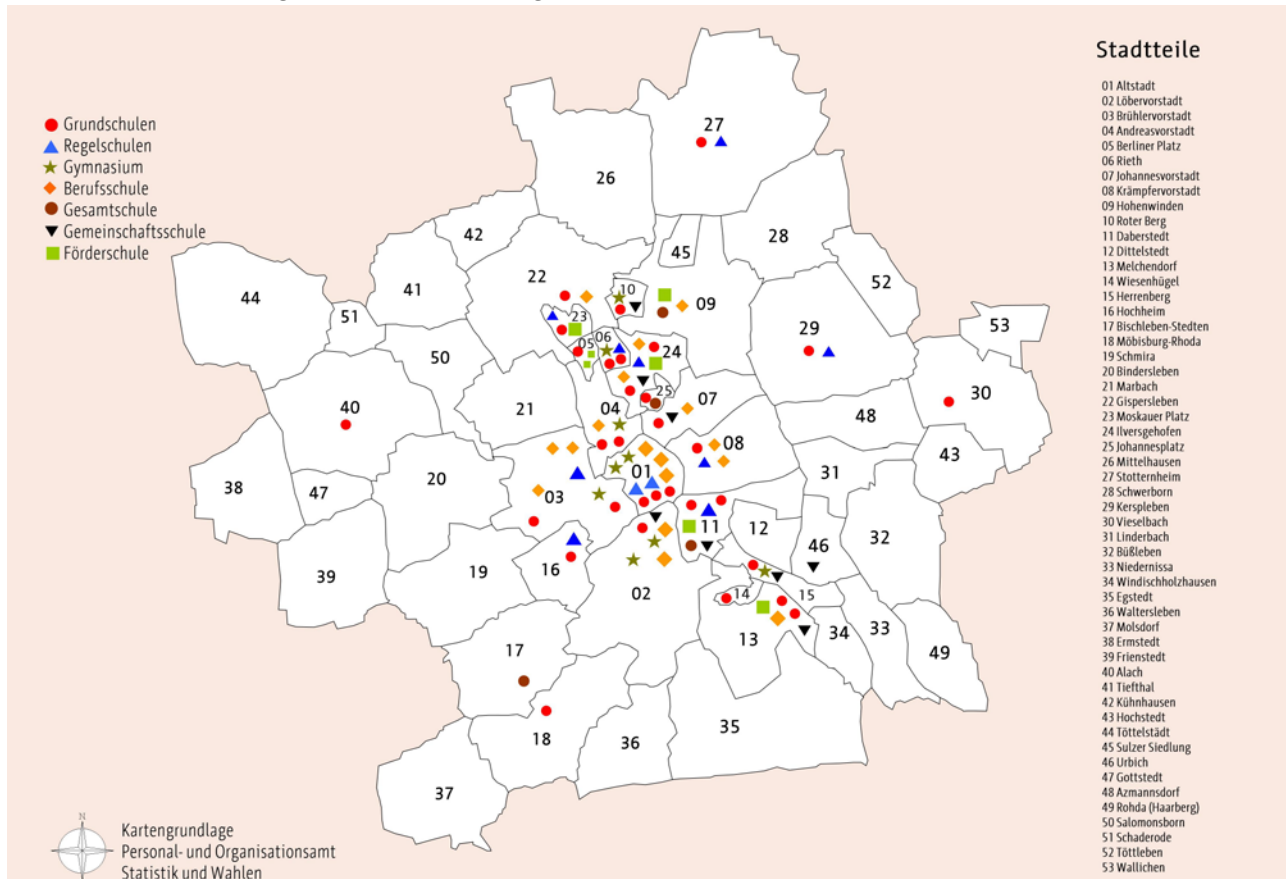 Stadtteile
Grundschulen
Regelschulen
Gymnasium
Berufsschule
Gesamtschule
Gemeinschaftsschule
Förderschule
01 Altstadt
02 Löbervorstadt
03 Brühlervorstadt
04 Andreasvorstadt
05 Berliner Platz
06 Rieth
07 Johannesvorstadt
08 Krämpfervorstadt
09 Hohenwinden
10 Roter Berg
11 Daberstedt
12 Dittelstedt
13 Melchendorf
14 Wiesenhügel
15 Herrenberg
16 Hochheim
17 Bischleben-Stedten
18 Möbisburg-Rhoda
19 Schmira
20 Bindersleben
21 Marbach
22 Gispersleben
23 Moskauer Platz
24 Ilversgehofen
25 Johannesplatz
26 Mittelhausen
27 Stotternheim
28 Schwerborn
29 Kerspleben
30 Vieselbach
31 Linderbach
32 Büßleben
33 Niedernissa
34 Windischholzhausen
35 Egstedt
36 Waltersleben
37 Molsdorf
38 Ermstedt
39 Frienstedt
40 Alach
41 Tiefthal
42 Kühnhausen
43 Hochstedt
44 Töttelstädt
45 Sulzer Siedlung
46 Urbich
47 Gottstedt
48 Azmannsdorf
49 Rohda (Haarberg)
50 Salomonsborn
51 Schaderode
52 Töttleben
53 Wallichen
27
26
28
42
45
52
22
10
44
41
09
51
23
53
29
05
06
24
50
30
25
07
21
04
40
48
08
43
01
31
20
38
47
03
11
12
46
32
16
19
39
02
14
15
13
34
33
17
49
35
18
36
37
N
Kartengrundlage
Personal- und Organisationsamt
Statistik und Wahlen